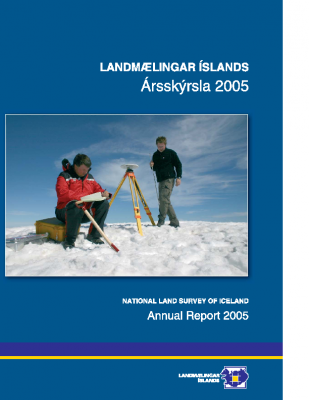 LANDMÆLINGAR ÍSLANDS
Ársskýrsla 2005
NATIONAL LAND SURVEY OF ICELAND
Annual Report 2005
LANDMÆLINGAR
ÍSLANDS